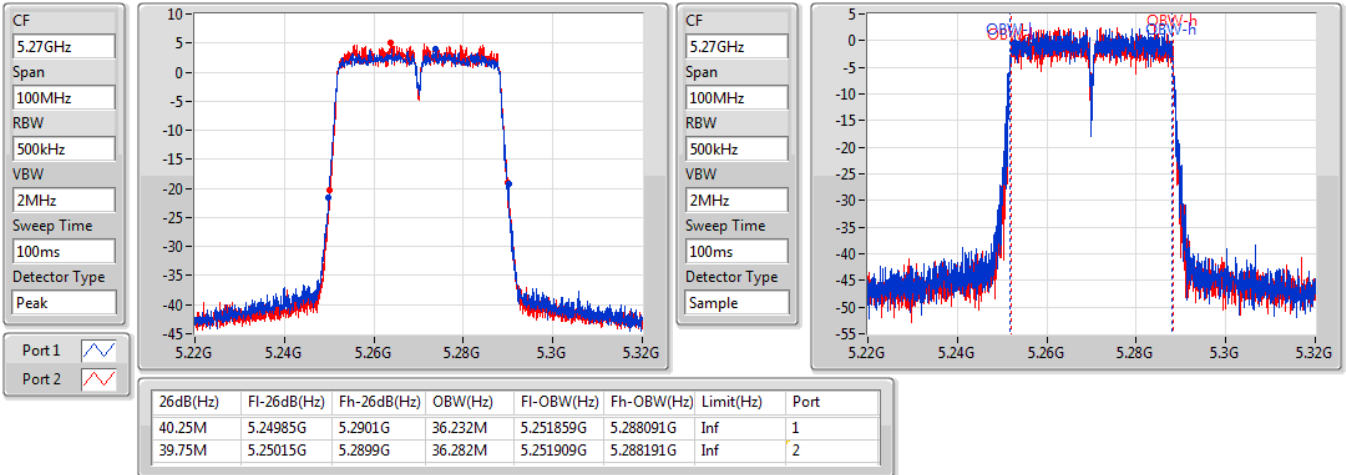 CF
5.27GHz
Span
100MHz
RBW
500kHz
VBW
2MHz
Sweep Time
100ms
Detector Type
Peak
Port 1
Port 2
10
5
0
-5
-10
-15
-20
-25
-30
-35
-40
-45
5.22G 5.24G 5.26G 5.28G 5.3G 5.32G
CF
5.27GHz
Span
100MHz
RBW
500kHz
VBW
2MHz
Sweep Time
100ms
Detector Type
Sample
OBW-h
OBW-h
5
0
-5
-10
-15
-20
-25
-30
-35
-40
-45
-50
-55
5.22G 5.24G 5.26G 5.28G 5.3G 5.32G
26dB(Hz) Fl-26dB(Hz) Fh-26dB(Hz) OBW(Hz) Fl-OBW(Hz) Fh-OBW(Hz) Limit(Hz) Port
40.25M 5.24985G 5.2901G 36.232M 5.251859G 5.288091G Inf 1
39.75M 5.25015G 5.2899G 36.282M 5.251909G 5.288191G Inf 2